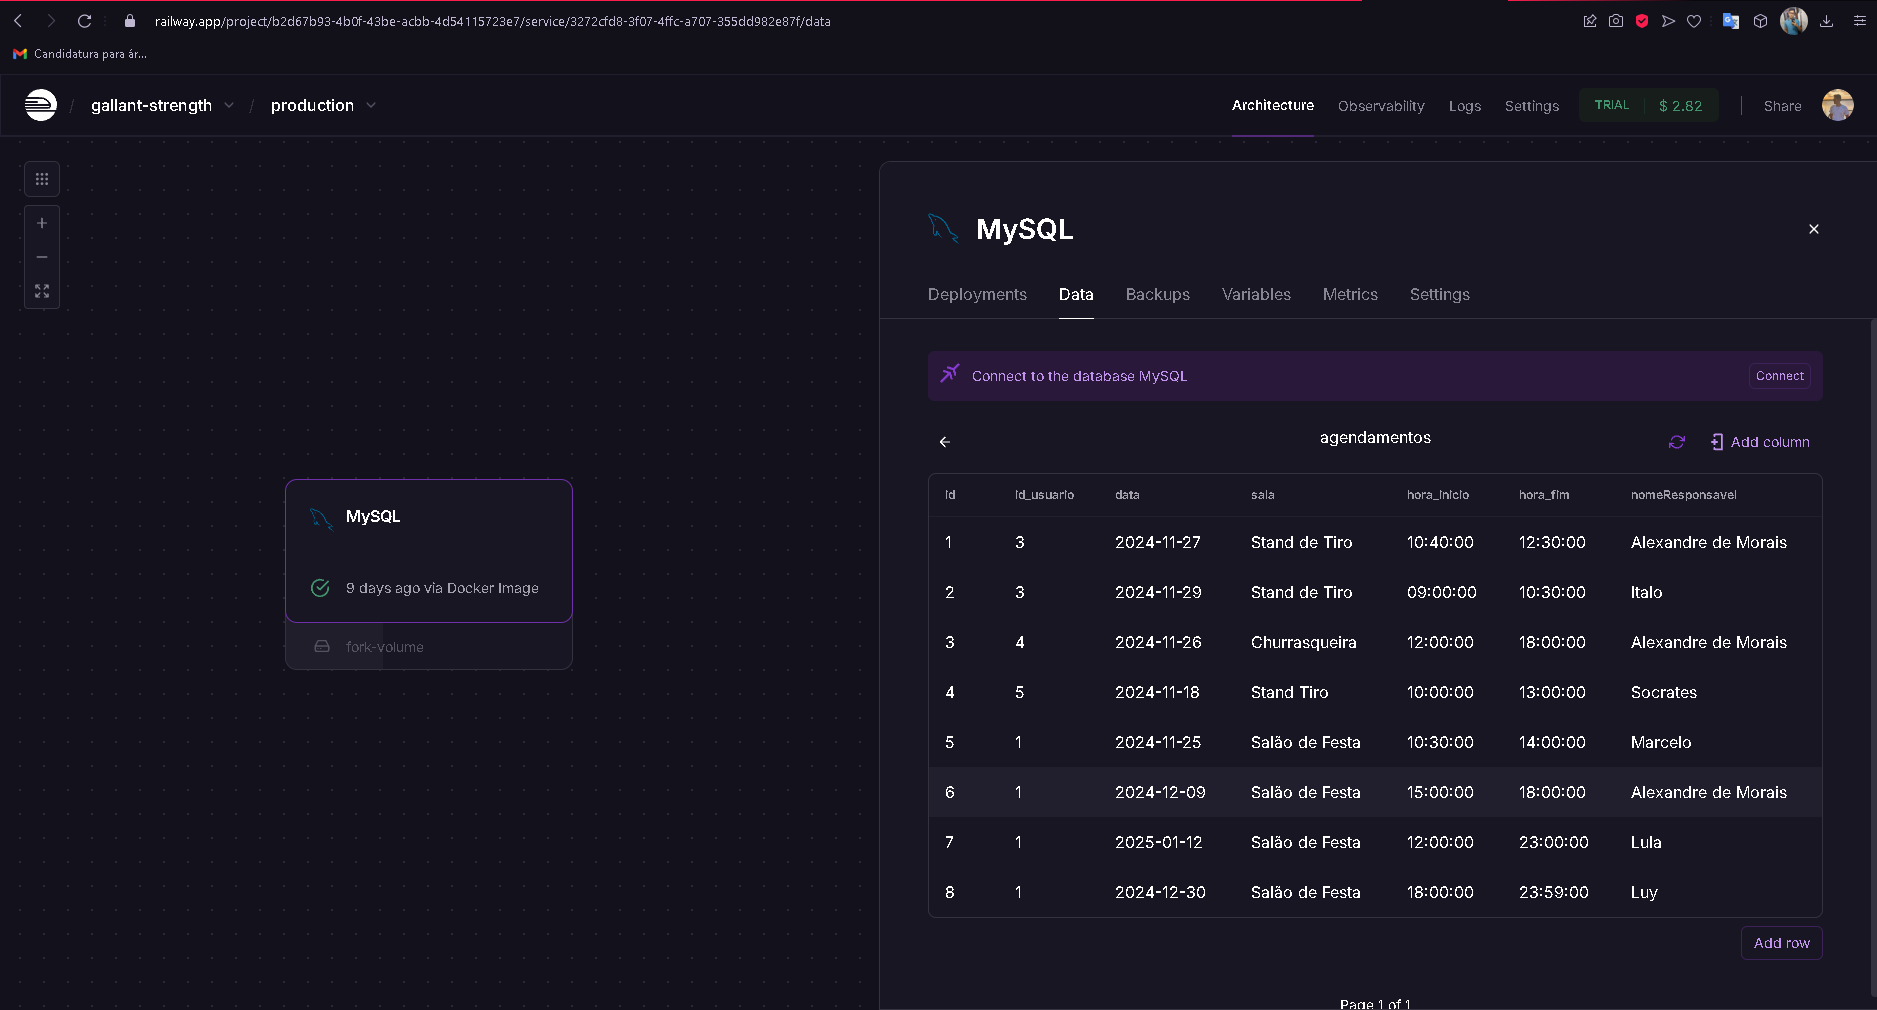 railway.app/project/b2d67b93-4b0f-43be-acbb-4d54115723e7/service/3272cfd8-3f07-4ffc-a707-355dd982e87f/data
Candidatura para ár...
/ gallant-strength / production
Architecture Observability Logs Settings TRIAL $ 2.82 Share
MySQL
Deployments Data Backups Variables Metrics Settings
Connect to the database MySQL Connect
agendamentos Add column
id id_usuario data sala hora_inicio hora_fim nomeResponsavel
1 3 2024-11-27 Stand de Tiro 10:40:00 12:30:00 Alexandre de Morais
2 3 2024-11-29 Stand de Tiro 09:00:00 10:30:00 Italo
3 4 2024-11-26 Churrasqueira 12:00:00 18:00:00 Alexandre de Morais
4 5 2024-11-18 Stand Tiro 10:00:00 13:00:00 Socrates
5 1 2024-11-25 Salão de Festa 10:30:00 14:00:00 Marcelo
6 1 2024-12-09 Salão de Festa 15:00:00 18:00:00 Alexandre de Morais
7 1 2025-01-12 Salão de Festa 12:00:00 23:00:00 Lula
8 1 2024-12-30 Salão de Festa 18:00:00 23:59:00 Luy
Add row
Page 1 of 1
MySQL
9 days ago via Docker Image
fork-volume